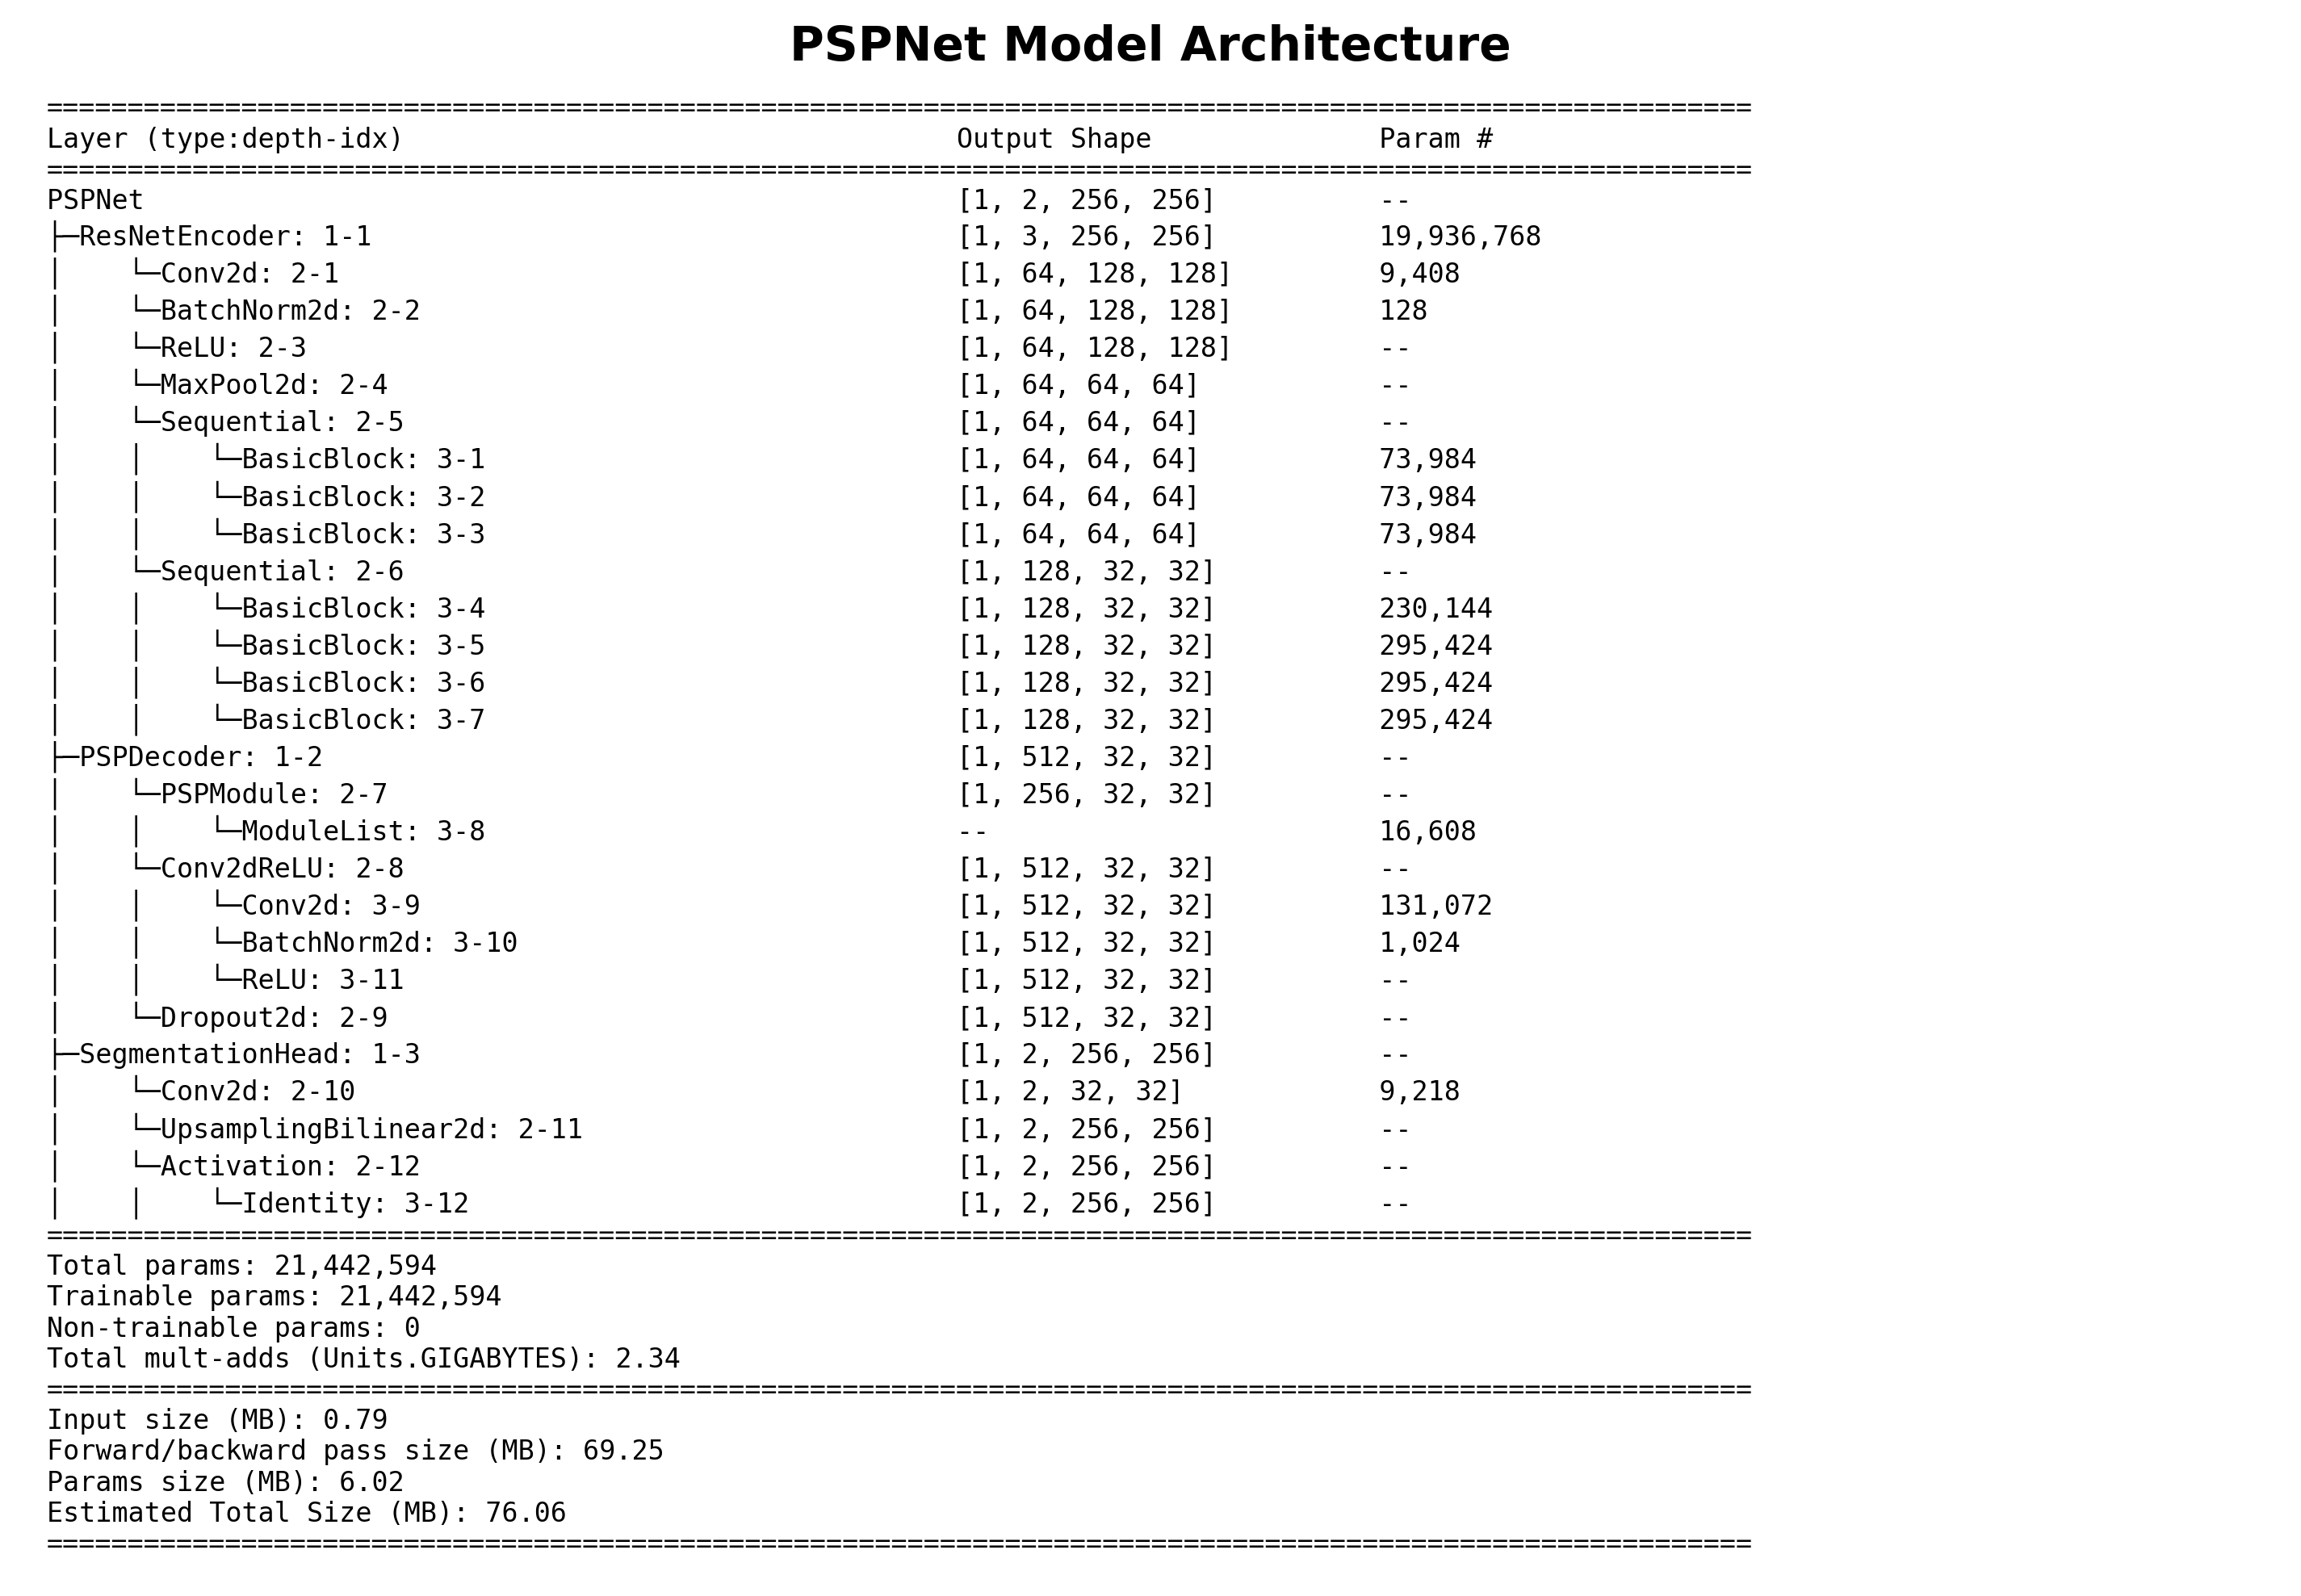 PSPNet Model Architecture
=========================================================================================================
Layer (type:depth-idx)                                  Output Shape              Param #
=========================================================================================================
PSPNet                                                  [1, 2, 256, 256]          --
├─ResNetEncoder: 1-1                                    [1, 3, 256, 256]          19,936,768
│    └─Conv2d: 2-1                                      [1, 64, 128, 128]         9,408
│    └─BatchNorm2d: 2-2                                 [1, 64, 128, 128]         128
│    └─ReLU: 2-3                                        [1, 64, 128, 128]         --
│    └─MaxPool2d: 2-4                                   [1, 64, 64, 64]           --
│    └─Sequential: 2-5                                  [1, 64, 64, 64]           --
│    │    └─BasicBlock: 3-1                             [1, 64, 64, 64]           73,984
│    │    └─BasicBlock: 3-2                             [1, 64, 64, 64]           73,984
│    │    └─BasicBlock: 3-3                             [1, 64, 64, 64]           73,984
│    └─Sequential: 2-6                                  [1, 128, 32, 32]          --
│    │    └─BasicBlock: 3-4                             [1, 128, 32, 32]          230,144
│    │    └─BasicBlock: 3-5                             [1, 128, 32, 32]          295,424
│    │    └─BasicBlock: 3-6                             [1, 128, 32, 32]          295,424
│    │    └─BasicBlock: 3-7                             [1, 128, 32, 32]          295,424
├─PSPDecoder: 1-2                                       [1, 512, 32, 32]          --
│    └─PSPModule: 2-7                                   [1, 256, 32, 32]          --
│    │    └─ModuleList: 3-8                             --                        16,608
│    └─Conv2dReLU: 2-8                                  [1, 512, 32, 32]          --
│    │    └─Conv2d: 3-9                                 [1, 512, 32, 32]          131,072
│    │    └─BatchNorm2d: 3-10                           [1, 512, 32, 32]          1,024
│    │    └─ReLU: 3-11                                  [1, 512, 32, 32]          --
│    └─Dropout2d: 2-9                                   [1, 512, 32, 32]          --
├─SegmentationHead: 1-3                                 [1, 2, 256, 256]          --
│    └─Conv2d: 2-10                                     [1, 2, 32, 32]            9,218
│    └─UpsamplingBilinear2d: 2-11                       [1, 2, 256, 256]          --
│    └─Activation: 2-12                                 [1, 2, 256, 256]          --
│    │    └─Identity: 3-12                              [1, 2, 256, 256]          --
=========================================================================================================
Total params: 21,442,594
Trainable params: 21,442,594
Non-trainable params: 0
Total mult-adds (Units.GIGABYTES): 2.34
=========================================================================================================
Input size (MB): 0.79
Forward/backward pass size (MB): 69.25
Params size (MB): 6.02
Estimated Total Size (MB): 76.06
=========================================================================================================